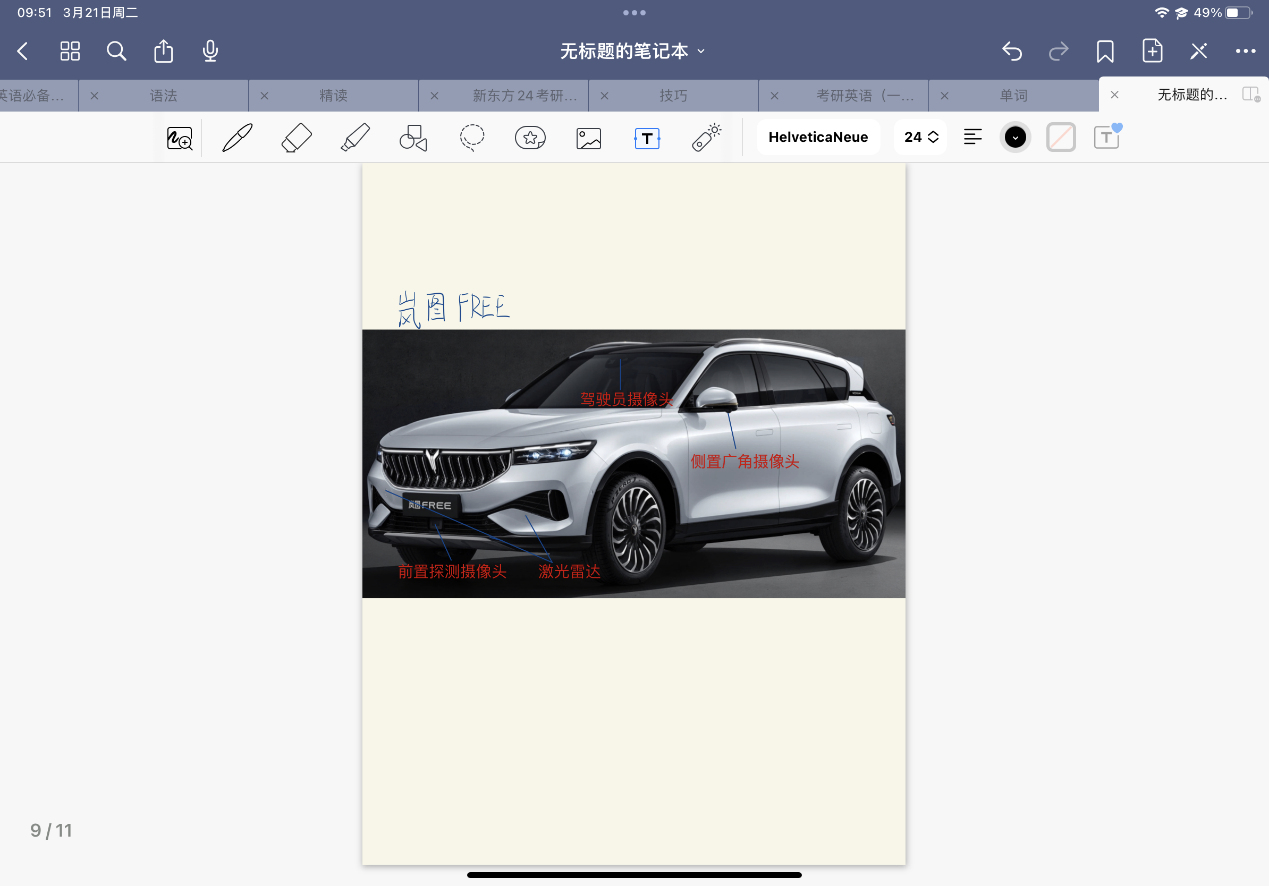 09:51 3月21日周二
49%
无标题的笔记本
英语必备...
语法
精读
新东方24考研...
技巧
考研英语（一...
单词
无标题的...
T
HelveticaNeue
24
T
岚图 FREE
驾驶员摄像头
侧置广角摄像头
岚图FREE
前置探测摄像头
激光雷达
9 / 11